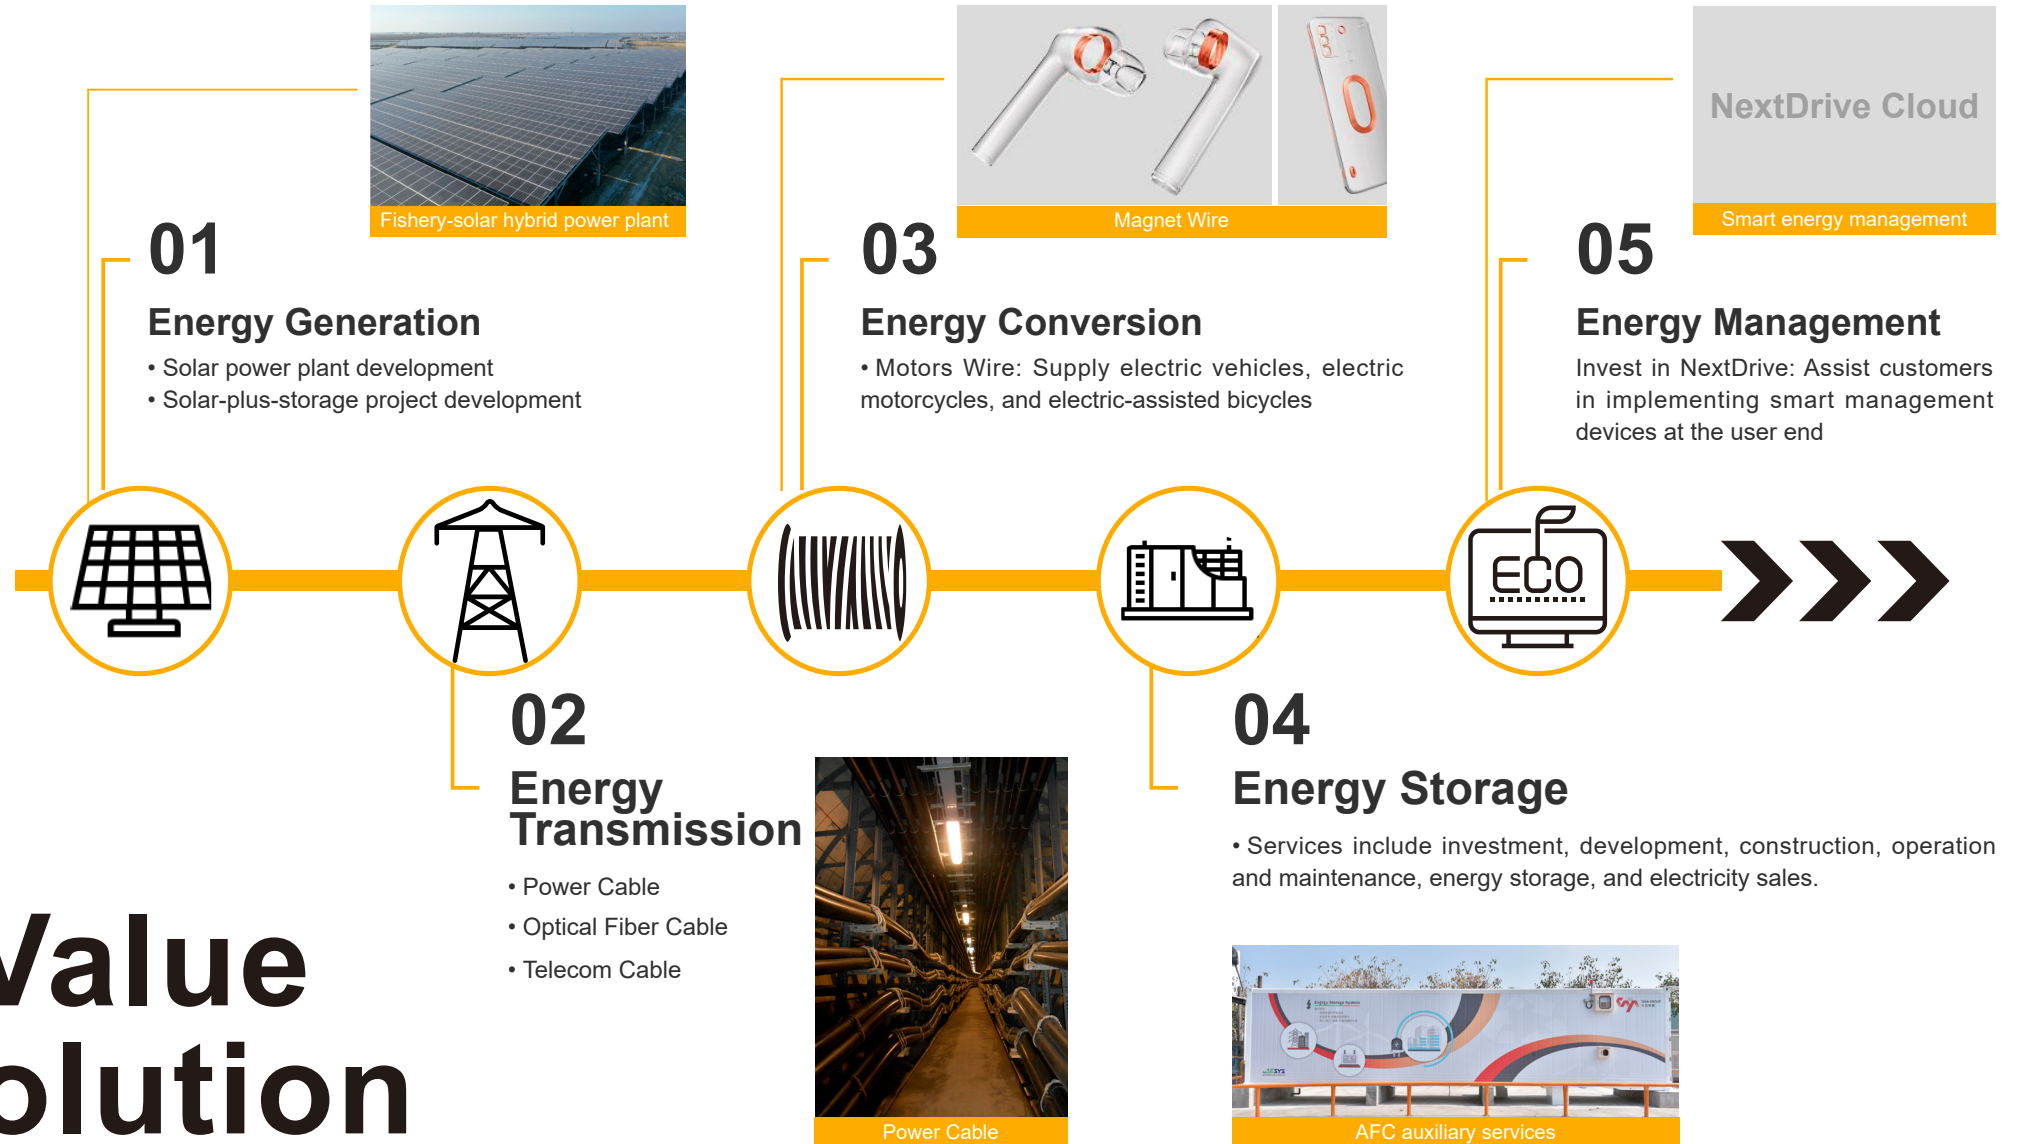 Fishery-solar hybrid power plant
01
Energy Generation
• Solar power plant development
• Solar-plus-storage project development
Magnet Wire
03
Energy Conversion
• Motors Wire: Supply electric vehicles, electric
motorcycles, and electric-assisted bicycles
NextDrive Cloud
Smart energy management
05
Energy Management
Invest in NextDrive: Assist customers
in implementing smart management
devices at the user end
ECO
02
Energy
Transmission
• Power Cable
• Optical Fiber Cable
• Telecom Cable
Power Cable
04
Energy Storage
• Services include investment, development, construction, operation
and maintenance, energy storage, and electricity sales.
Energy Storage System
AFC auxiliary services
Value
olution